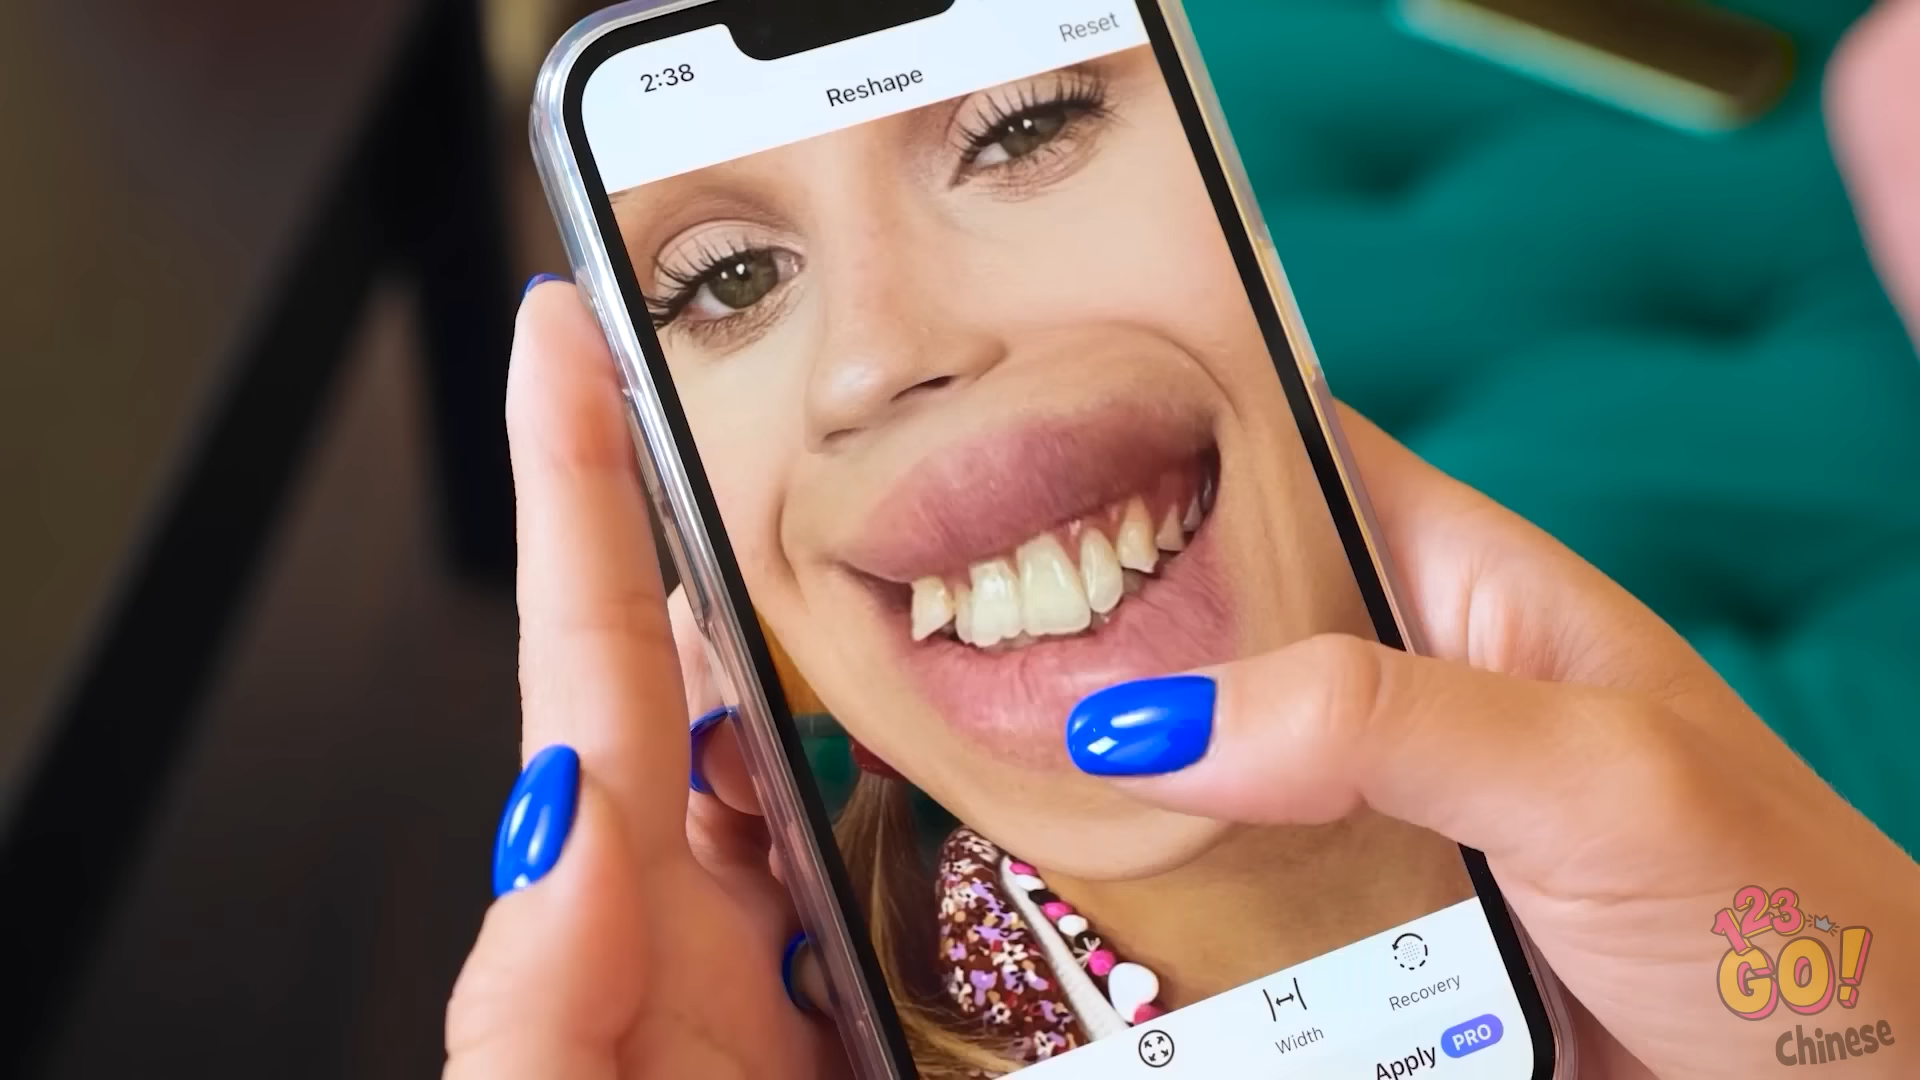 2:38
Reset
Reshape
Recovery
Width
Apply PRO
123
GO!
Chinese